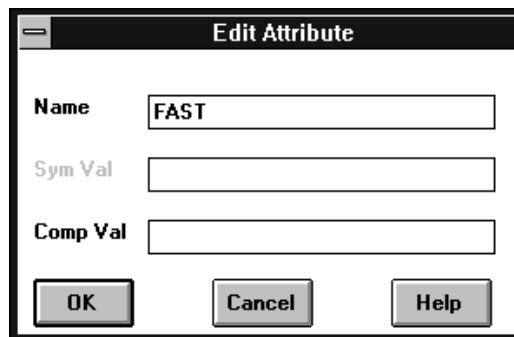 Edit Attribute
Name FAST
Sym Val
Comp Val
OK Cancel Help